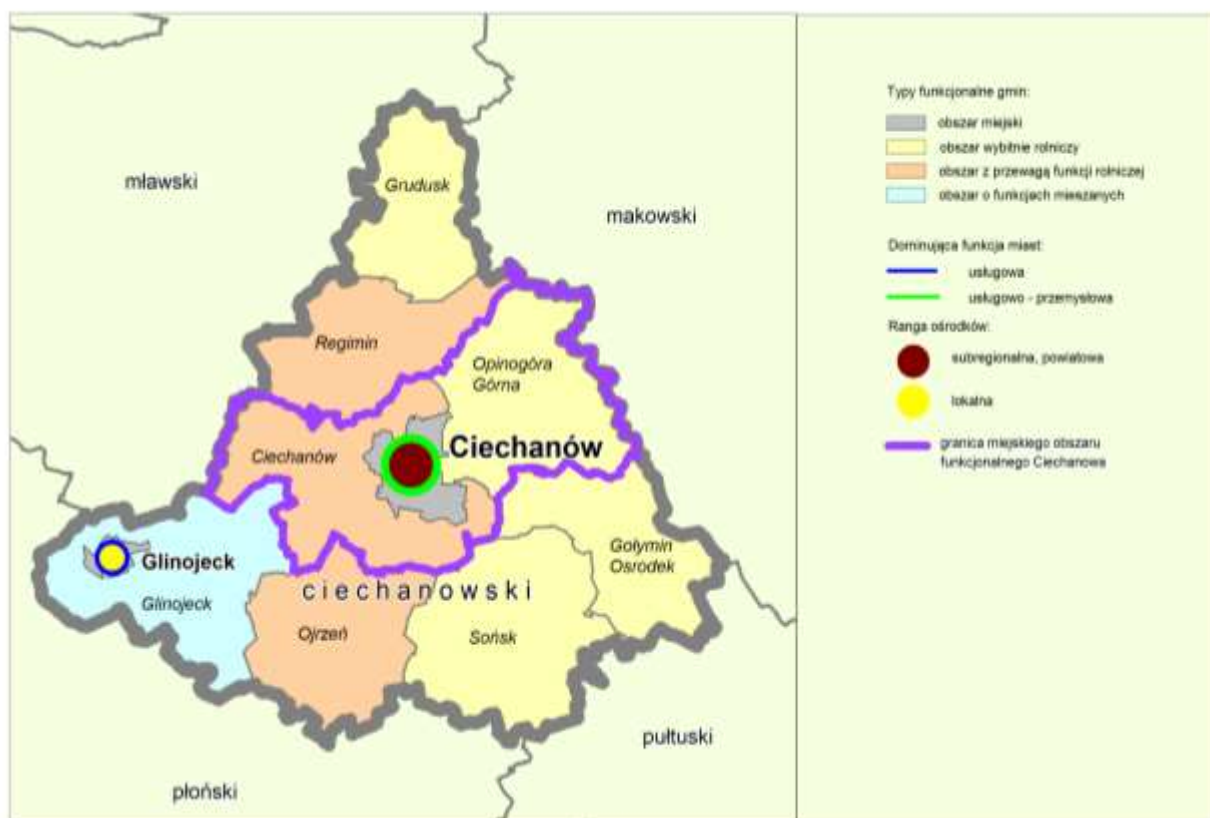 mławski
makowski
Grudusk
Regimin
Opinogóra
Górna
Ciechanów
Ciechanów
Gołymin
Osrodek
Glinojeck
Glinojeck
ciechanowski
Ojrzeń
Sońsk
pułtuski
płoński
Typy funkcjonalne gmin:
obszar miejski
obszar wybitnie rolniczy
obszar z przewagą funkcji rolniczej
obszar o funkcjach mieszanych
Dominująca funkcja miast:
usługowa
usługowo - przemysłowa
Ranga ośrodków:
subregionalna, powiatowa
lokalna
granica miejskiego obszaru
funkcjonalnego Ciechanowa